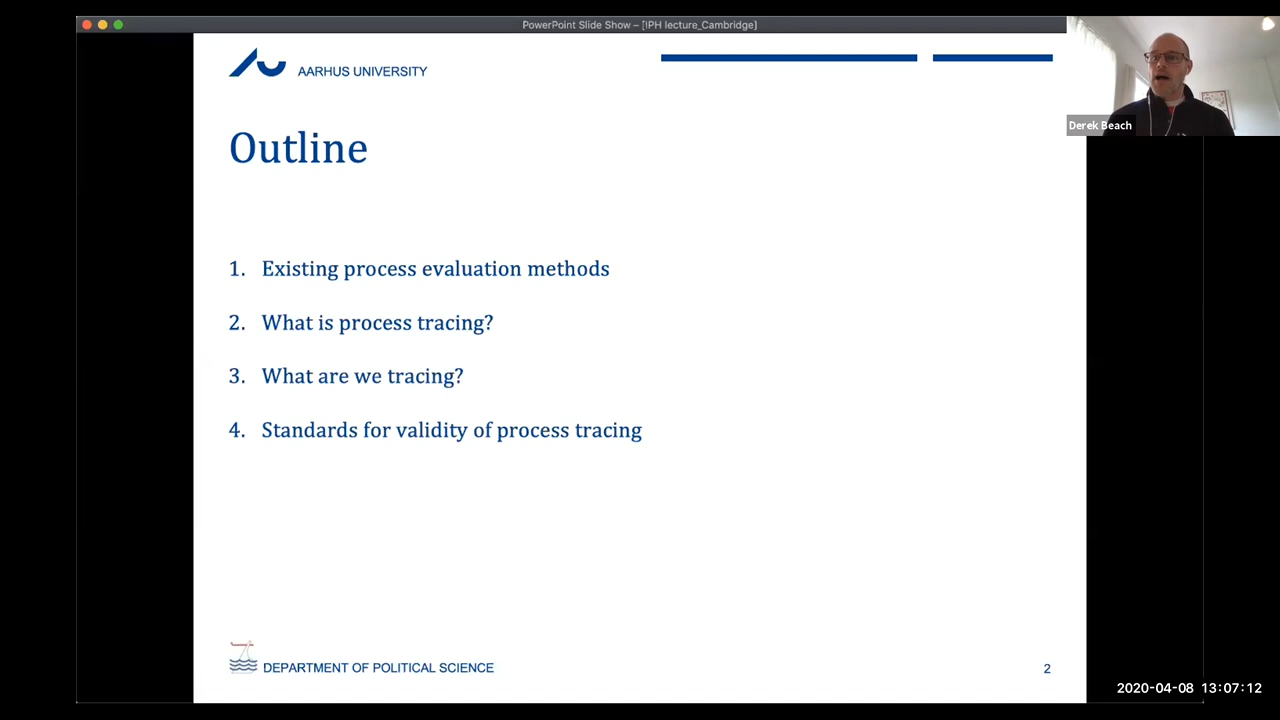 PowerPoint Slide Show – [IPH lecture_Cambridge]
AARHUS UNIVERSITY
Derek Beach
Outline
1. Existing process evaluation methods
2. What is process tracing?
3. What are we tracing?
4. Standards for validity of process tracing
DEPARTMENT OF POLITICAL SCIENCE
2
2020-04-08 13:07:12